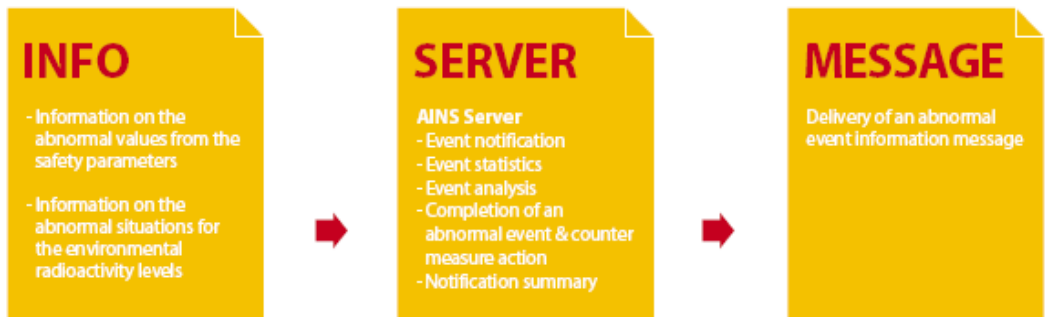 INFO
- Information on the
abnormal values from the
safety parameters
- Information on the
abnormal situations for
the environmental
radioactivity levels
SERVER
AINS Server
- Event notification
- Event statistics
- Event analysis
- Completion of an
abnormal event & counter
measure action
- Notification summary
MESSAGE
Delivery of an abnormal
event information message